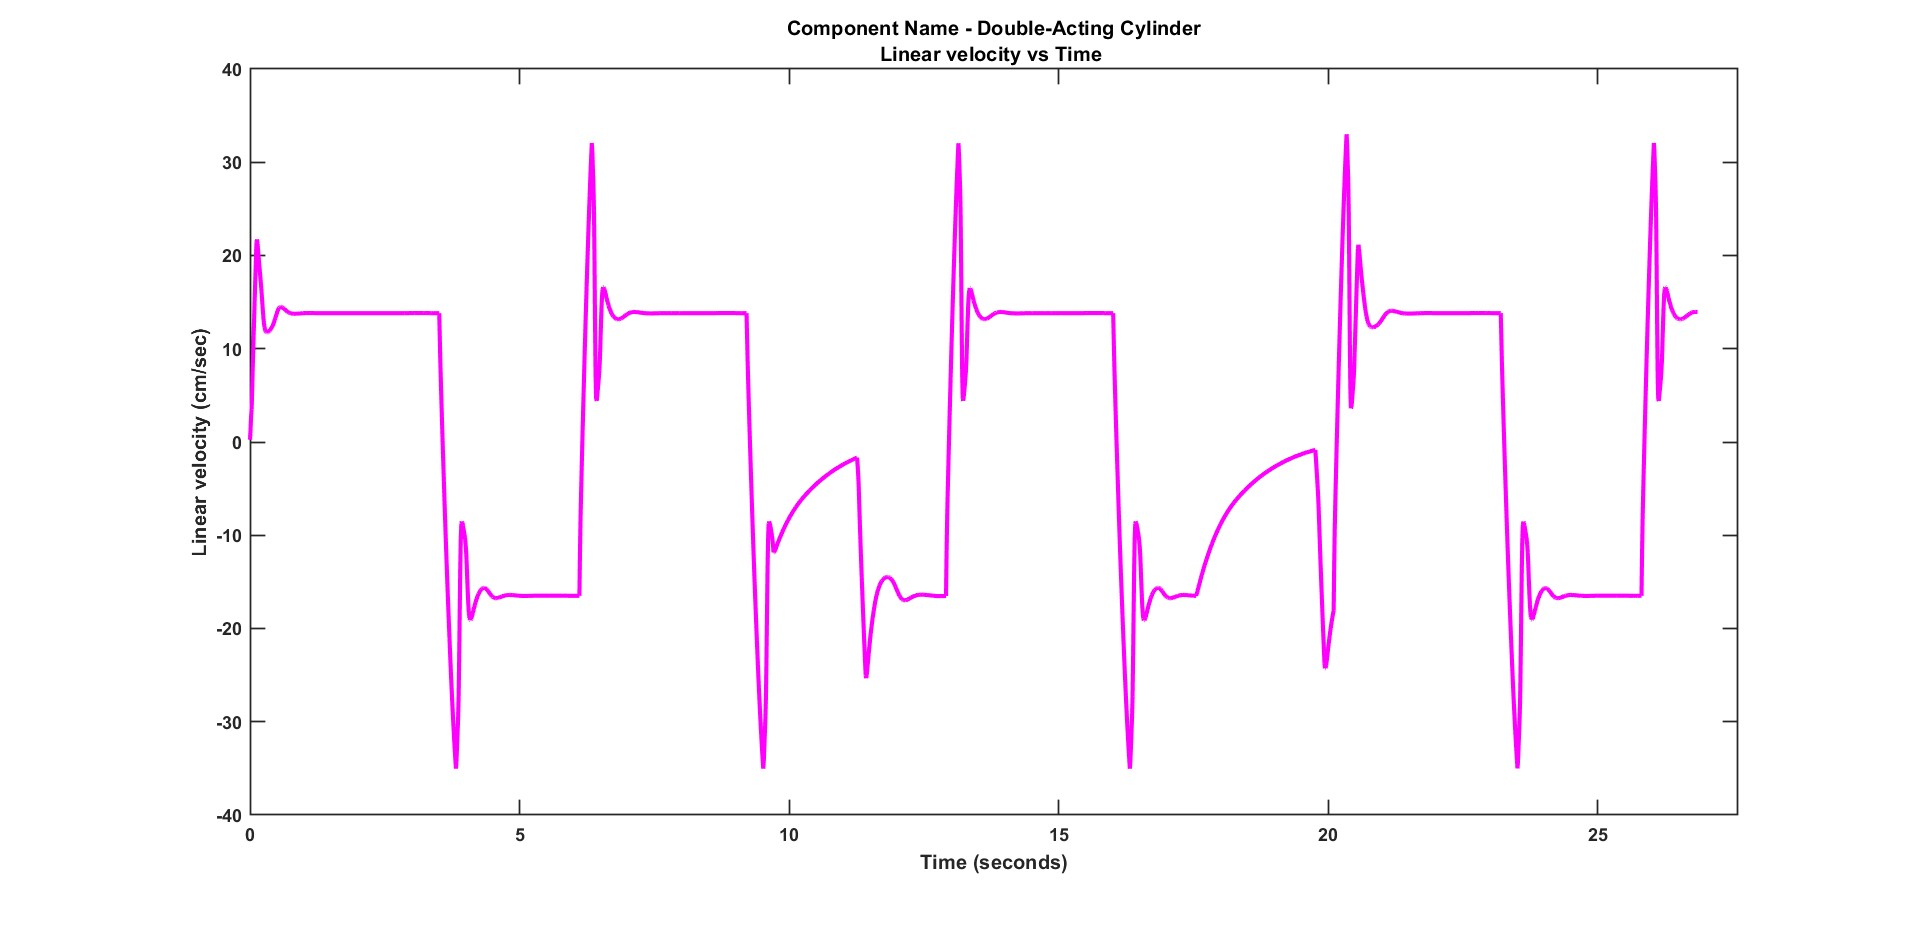 Component Name - Double-Acting Cylinder
Linear velocity vs Time
40
30
20
10
0
-10
-20
-30
-40
Linear velocity (cm/sec)
0 5 10 15 20 25
Time (seconds)